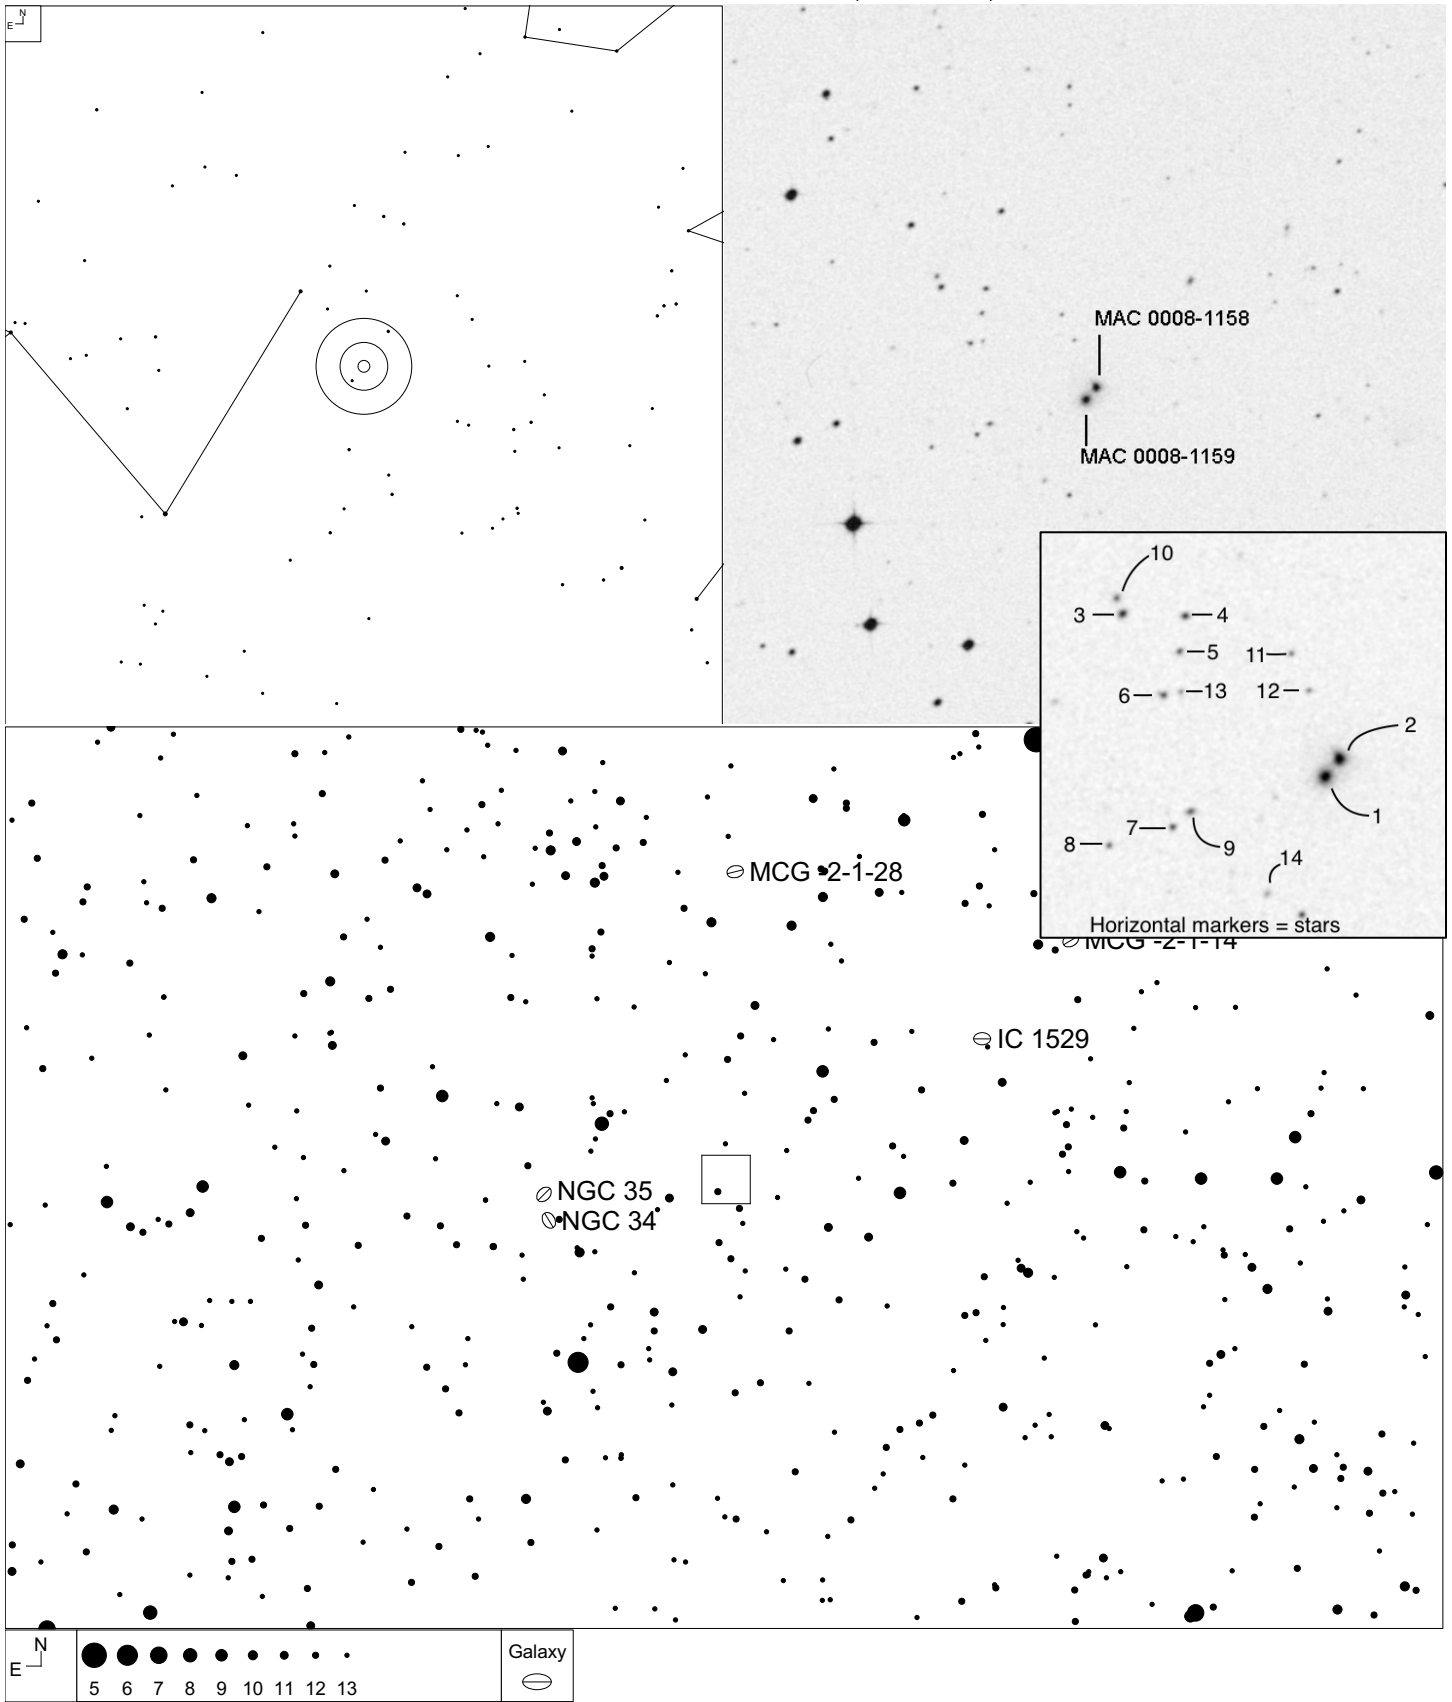 N
E
MAC 0008-1158
MAC 0008-1159
10
3
4
5
11
6
13
12
2
1
7
9
8
14
Horizontal markers = stars
MCG -2-1-28
MCG -2-1-14
IC 1529
NGC 35
NGC 34
N
E
5 6 7 8 9 10 11 12 13
Galaxy